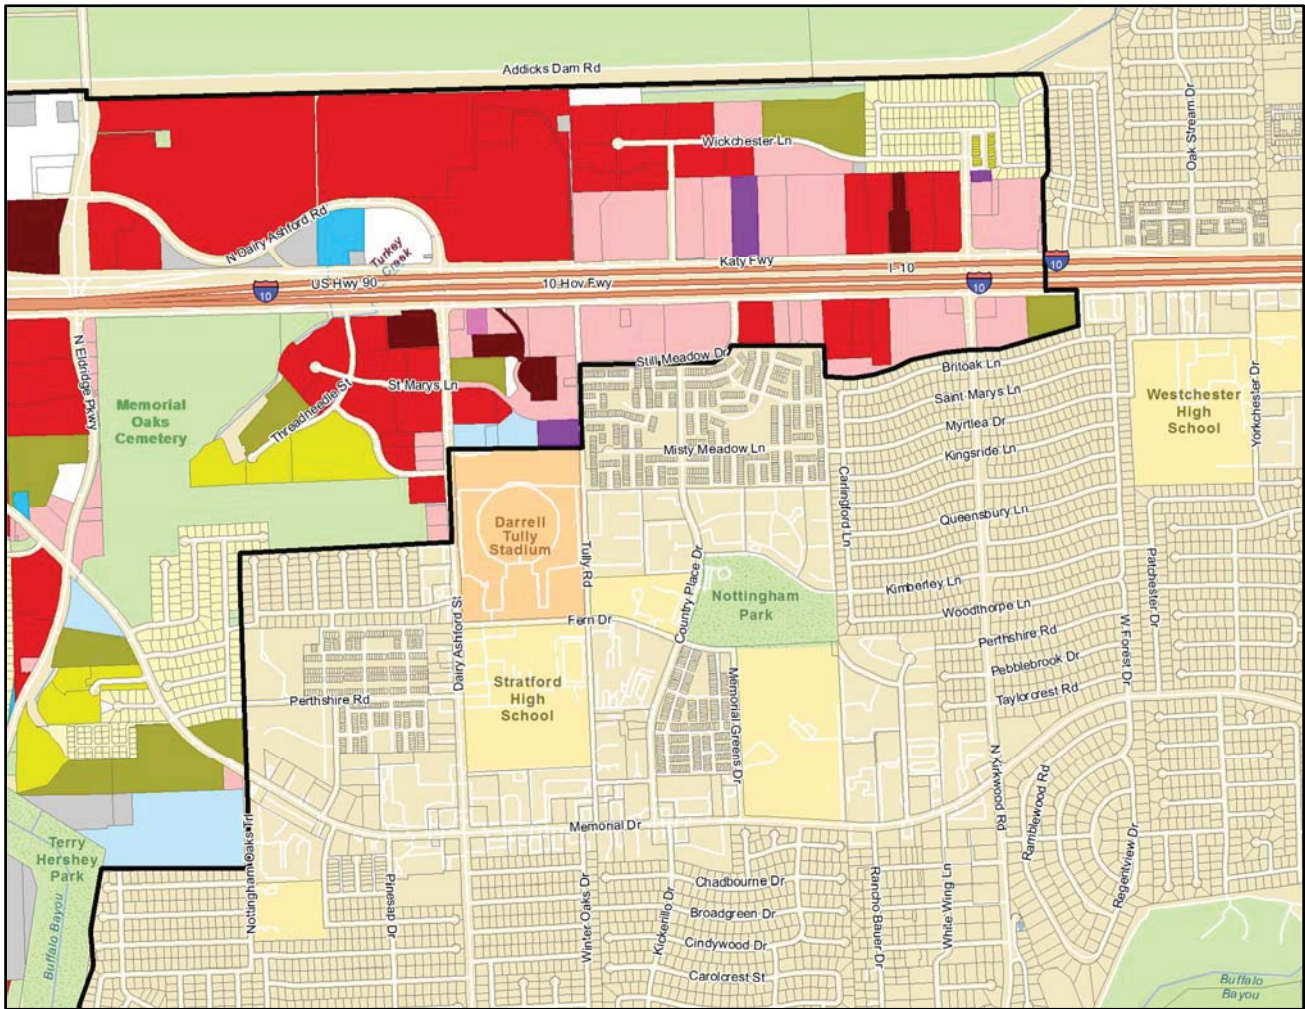 Addicks Dam Rd
Oak Stream Dr
Wickchester Ln
N Dairy Ashford Rd
Turkey
Creek
Katy Fwy
I-10
10
US Hwy 90
10 Hov Fwy
10
10
N Eldridge Pkwy
Still Meadow Dr
Britoak Ln
St Marys Ln
Saint Marys Ln
Threadneedle St
Memorial
Oaks
Cemetery
Westchester
High
School
Yorkchester Dr
Myrtlea Dr
Misty Meadow Ln
Kingsride Ln
Carlingford Ln
Queensbury Ln
Darrell
Tully
Stadium
Tully Rd
Country Place Dr
Patchester Dr
Kimberley Ln
Nottingham
Park
Woodthorpe Ln
Dairy Ashford St
Fern Dr
Perthshire Rd
W Forest Dr
Pebblebrook Dr
Stratford
High
School
Perthshire Rd
Memorial Greens Dr
Taylorcrest Rd
N Kirkwood Rd
Ramblewood Rd
Memorial Dr
Terry
Hershey
Park
Nottingham Oaks Trl
Regentview Dr
Buffalo Bayou
Pinesap Dr
Winter Oaks Dr
Kickerillo Dr
Chadbourne Dr
Rancho Bauer Dr
White Wing Ln
Broadgreen Dr
Cindywood Dr
Carolcrest St
Buffalo
Bayou